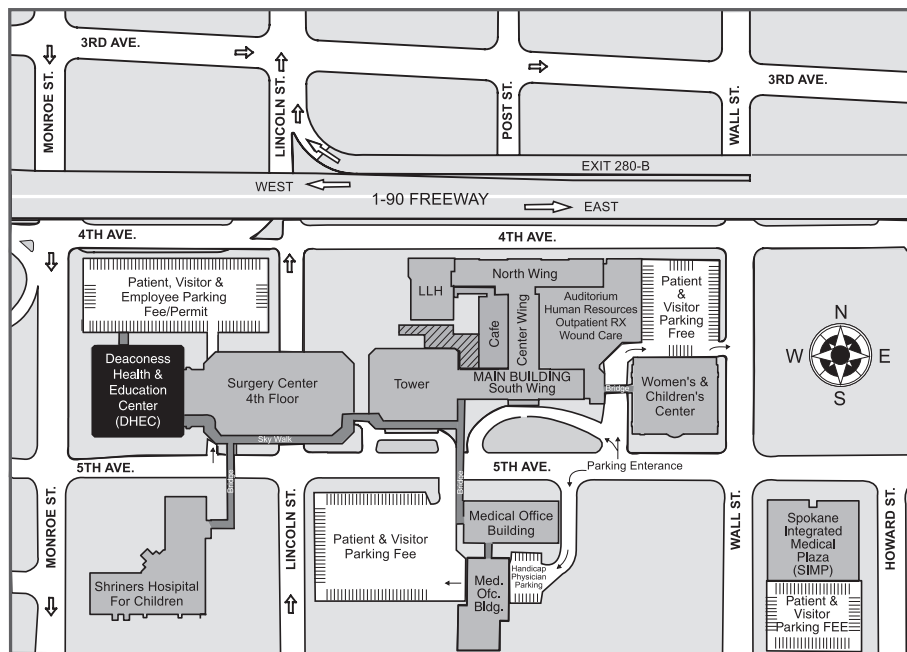 3RD AVE.
3RD AVE.
MONROE ST.
LINCOLN ST.
POST ST.
WALL ST.
EXIT 280-B
WEST
1-90 FREEWAY
EAST
4TH AVE.
4TH AVE.
Patient, Visitor &
Employee Parking
Fee/Permit
LLH
North Wing
Cafe
Center Wing
Auditorium
Human Resources
Outpatient RX
Wound Care
Patient
&
Visitor
Parking
Free
N
W
E
S
Deaconess
Health &
Education
Center
(DHEC)
Surgery Center
4th Floor
Tower
MAIN BUILDING
South Wing
Bridge
Women's &
Children's
Center
Sky Walk
5TH AVE.
5TH AVE.
Parking Enterance
Bridge
Bridge
MONROE ST.
LINCOLN ST.
WALL ST.
HOWARD ST.
Patient & Visitor
Parking Fee
Medical Office
Building
Handicap
Physician
Parking
Med.
Ofc.
Bldg.
Shriners Hosipital
For Children
Spokane
Integrated
Medical
Plaza
(SIMP)
Patient &
Visitor
Parking FEE